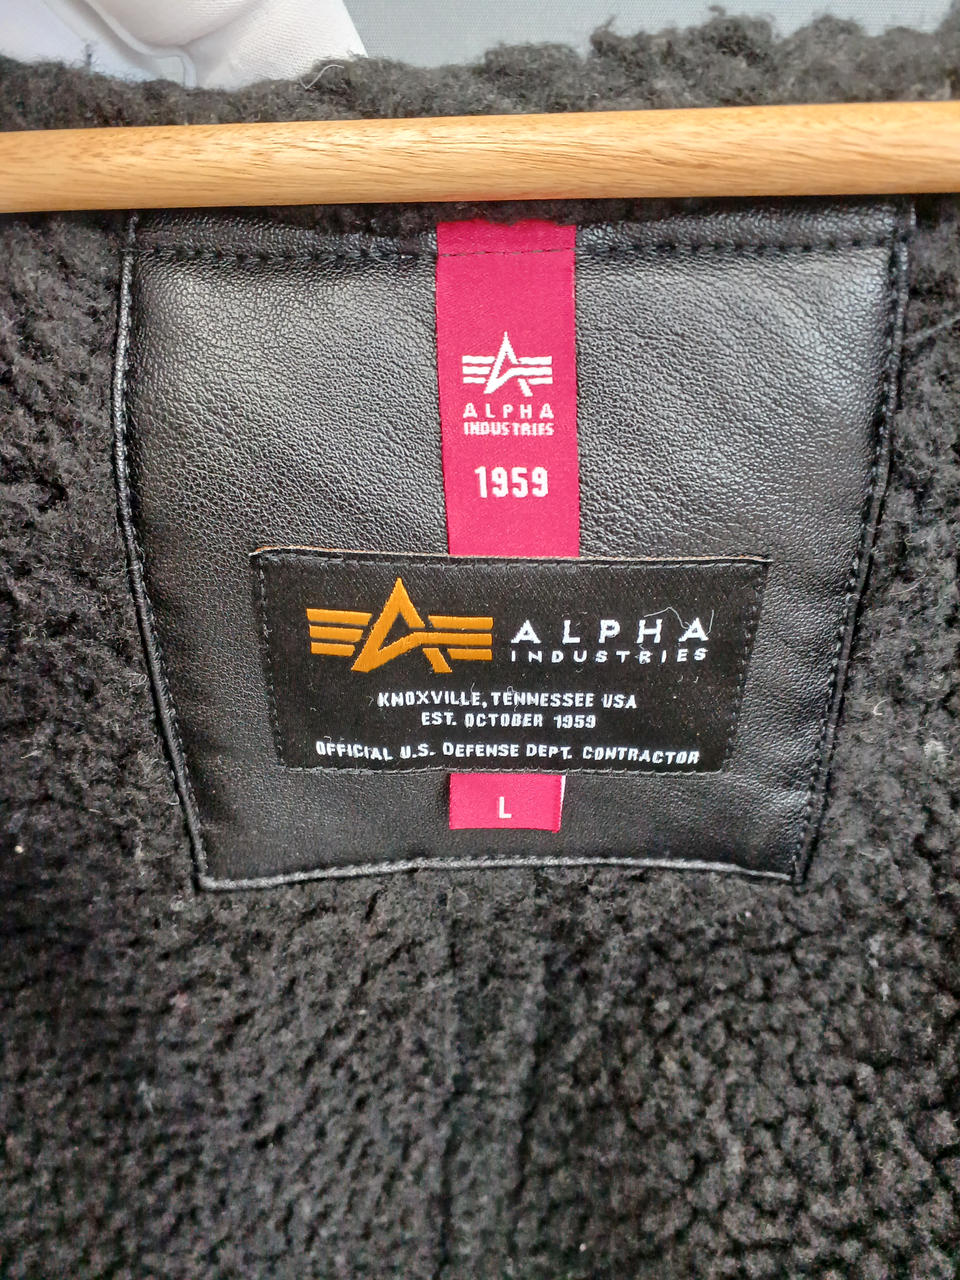 ALPHA
INDUSTRIES
1959
ALPHA
INDUSTRIES
KNOXVILLE, TENNESSEE USA
EST. OCTOBER 1959
OFFICIAL U.S. DEFENSE DEPT. CONTRACTOR
L